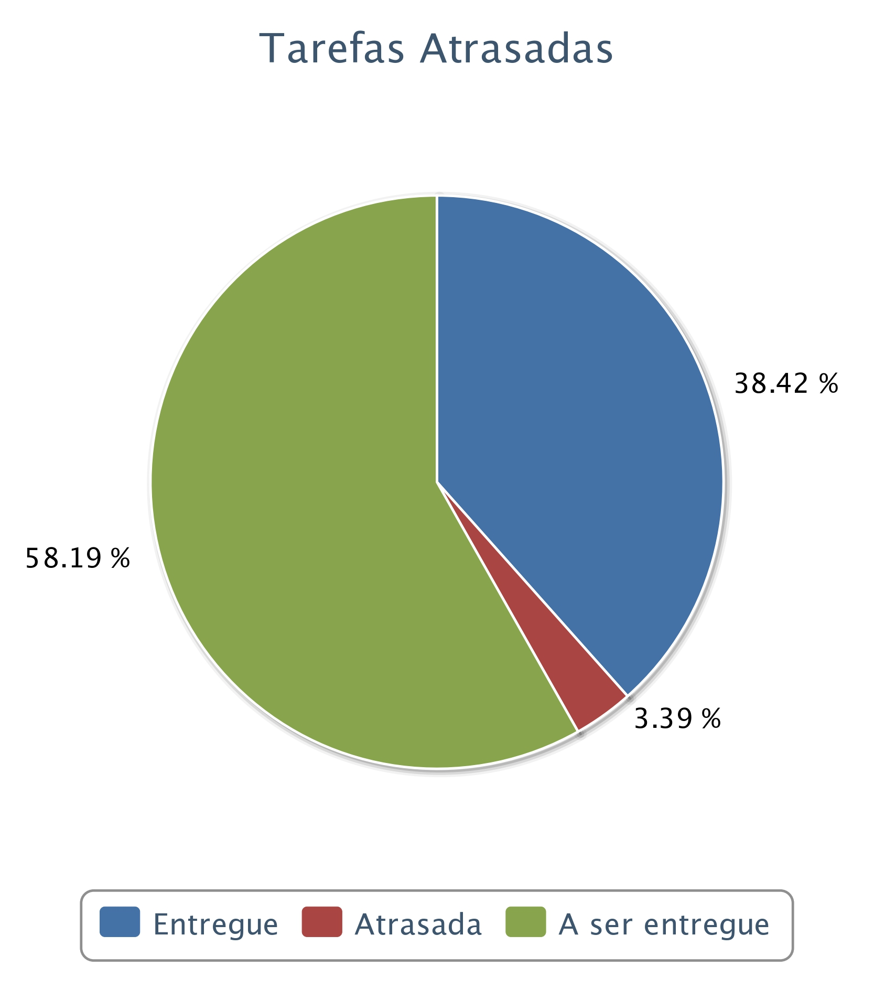 Tarefas Atrasadas
38.42 %
58.19 %
3.39 %
Entregue Atrasada A ser entregue